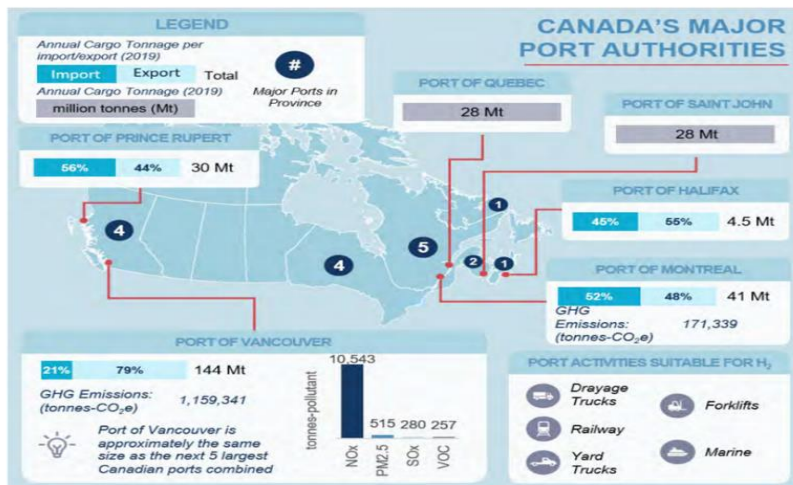 LEGEND
Annual Cargo Tonnage per
import/export (2019)
Import Export Total
Annual Cargo Tonnage (2019)
million tonnes (Mt)
#
Major Ports in
Province
CANADA'S MAJOR
PORT AUTHORITIES
PORT OF QUEBEC
28 Mt
PORT OF SAINT JOHN
28 Mt
PORT OF PRINCE RUPERT
56% 44% 30 Mt
PORT OF HALIFAX
45% 55% 4.5 Mt
4
4
5
1
2
1
PORT OF MONTREAL
52% 48% 41 Mt
GHG
Emissions: 171,339
(tonnes-CO₂e)
PORT OF VANCOUVER
21% 79% 144 Mt
GHG Emissions: 1,159,341
(tonnes-CO₂e)
Port of Vancouver is
approximately the same
size as the next 5 largest
Canadian ports combined
tonnes-pollutant
10,543
515 280 257
NOx
PM2.5
SOx
VOC
PORT ACTIVITIES SUITABLE FOR H₂
Drayage
Trucks
Railway
Yard
Trucks
Forklifts
Marine